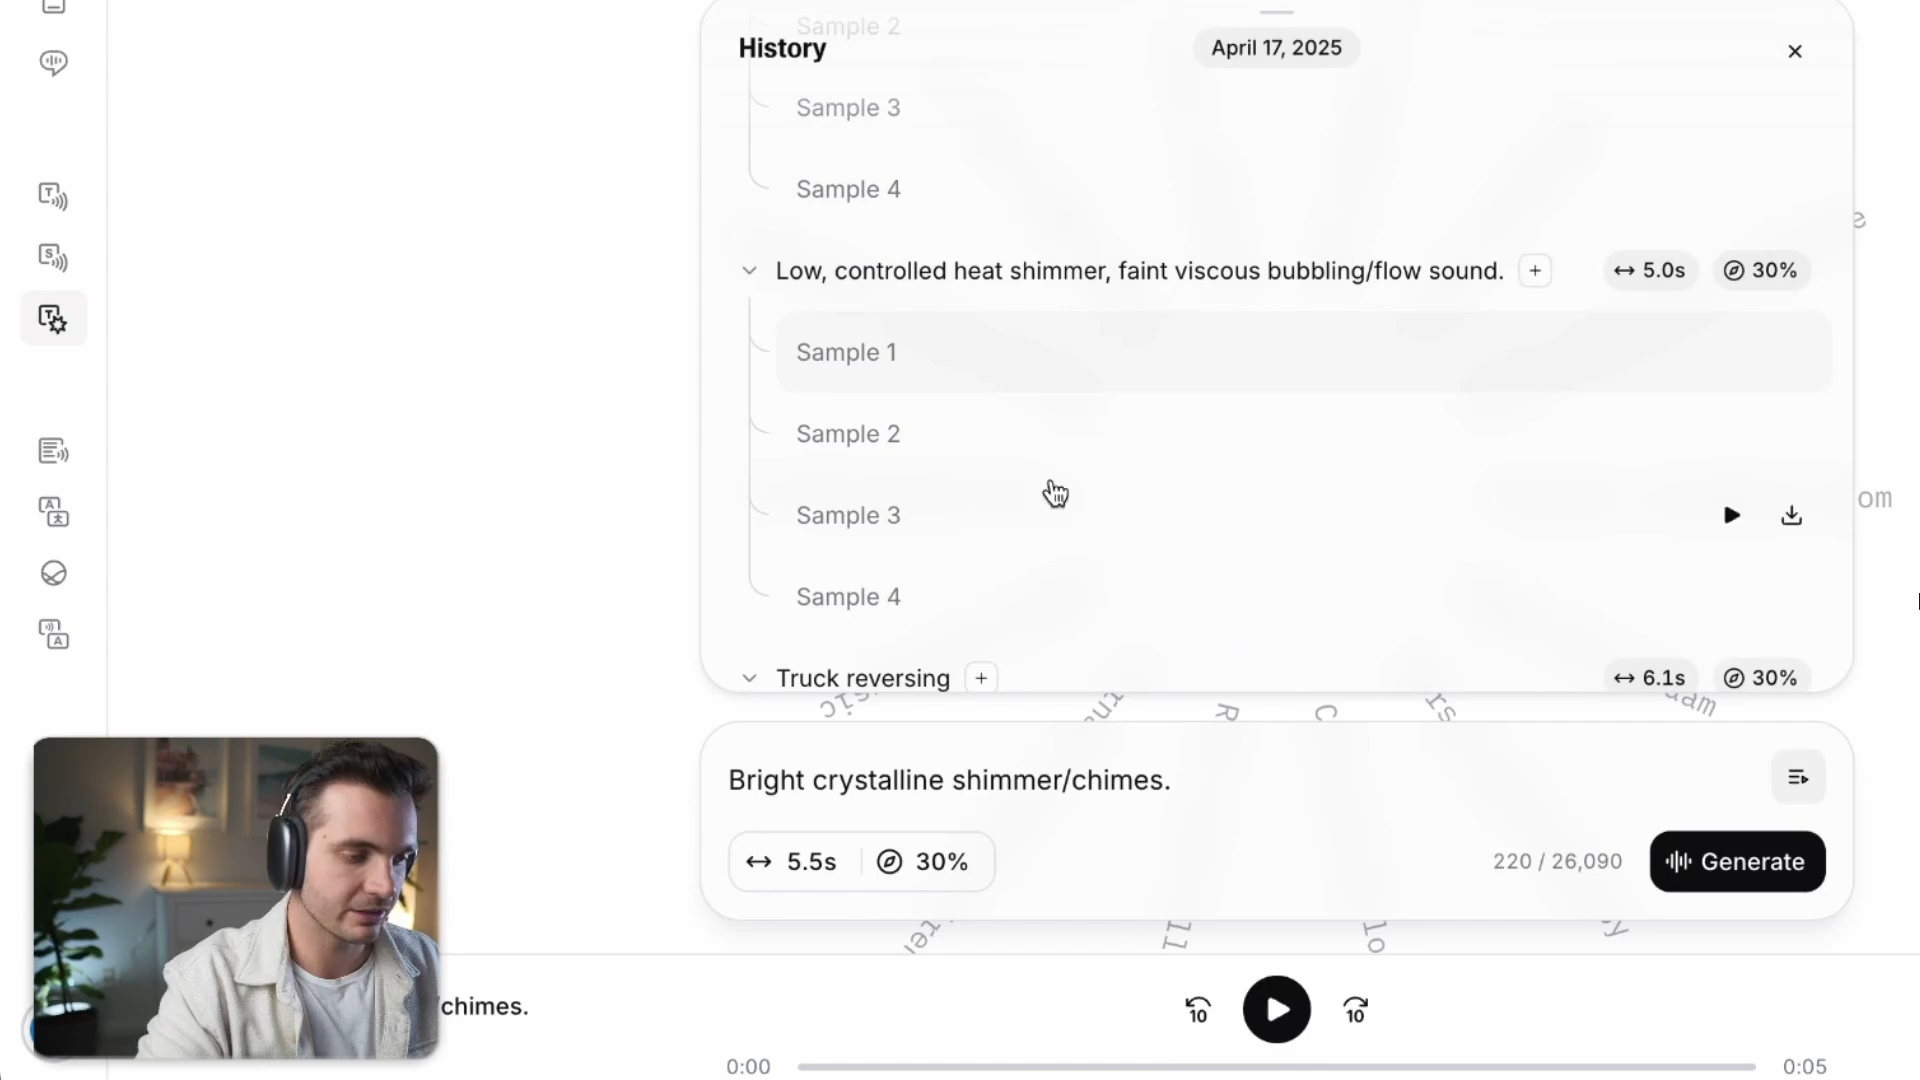 Sample 2
History
April 17, 2025
Sample 3
Sample 4
Low, controlled heat shimmer, faint viscous bubbling/flow sound.
5.0s
30%
Sample 1
Sample 2
om
Sample 3
Sample 4
Truck reversing
6.1s
30%
Bright crystalline shimmer/chimes.
5.5s
30%
220 / 26,090
Generate
/chimes.
10
10
0:00
0:05